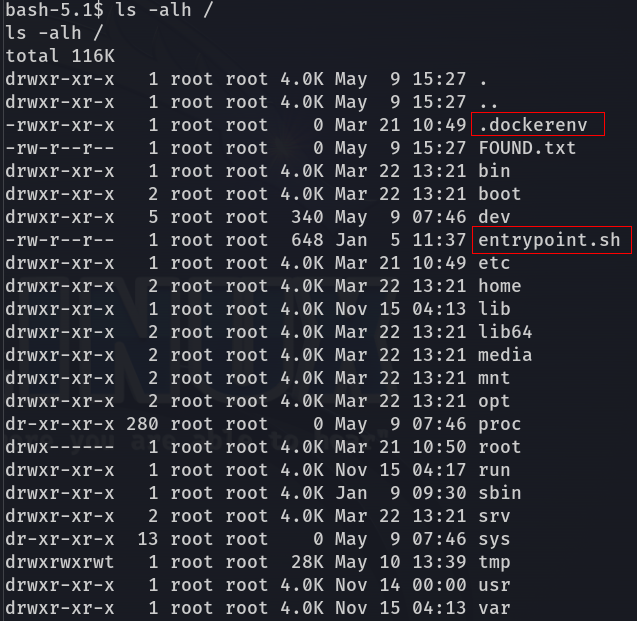 bash-5.1$ ls -alh /
ls -alh /
total 116K
drwxr-xr-x   1 root root 4.0K May  9 15:27 .
drwxr-xr-x   1 root root 4.0K May  9 15:27 ..
-rwxr-xr-x   1 root root    0 Mar 21 10:49 .dockerenv
-rw-r--r--   1 root root    0 May  9 15:27 FOUND.txt
drwxr-xr-x   1 root root 4.0K Mar 22 13:21 bin
drwxr-xr-x   2 root root 4.0K Mar 22 13:21 boot
drwxr-xr-x   5 root root  340 May  9 07:46 dev
-rw-r--r--   1 root root  648 Jan  5 11:37 entrypoint.sh
drwxr-xr-x   1 root root 4.0K Mar 21 10:49 etc
drwxr-xr-x   2 root root 4.0K Mar 22 13:21 home
drwxr-xr-x   1 root root 4.0K Nov 15 04:13 lib
drwxr-xr-x   2 root root 4.0K Mar 22 13:21 lib64
drwxr-xr-x   2 root root 4.0K Mar 22 13:21 media
drwxr-xr-x   2 root root 4.0K Mar 22 13:21 mnt
drwxr-xr-x   2 root root 4.0K Mar 22 13:21 opt
dr-xr-xr-x 280 root root    0 May  9 07:46 proc
drwx------   1 root root 4.0K Mar 21 10:50 root
drwxr-xr-x   1 root root 4.0K Nov 15 04:17 run
drwxr-xr-x   1 root root 4.0K Jan  9 09:30 sbin
drwxr-xr-x   2 root root 4.0K Mar 22 13:21 srv
dr-xr-xr-x  13 root root    0 May  9 07:46 sys
drwxrwxrwt   1 root root  28K May 10 13:39 tmp
drwxr-xr-x   1 root root 4.0K Nov 14 00:00 usr
drwxr-xr-x   1 root root 4.0K Nov 15 04:13 var